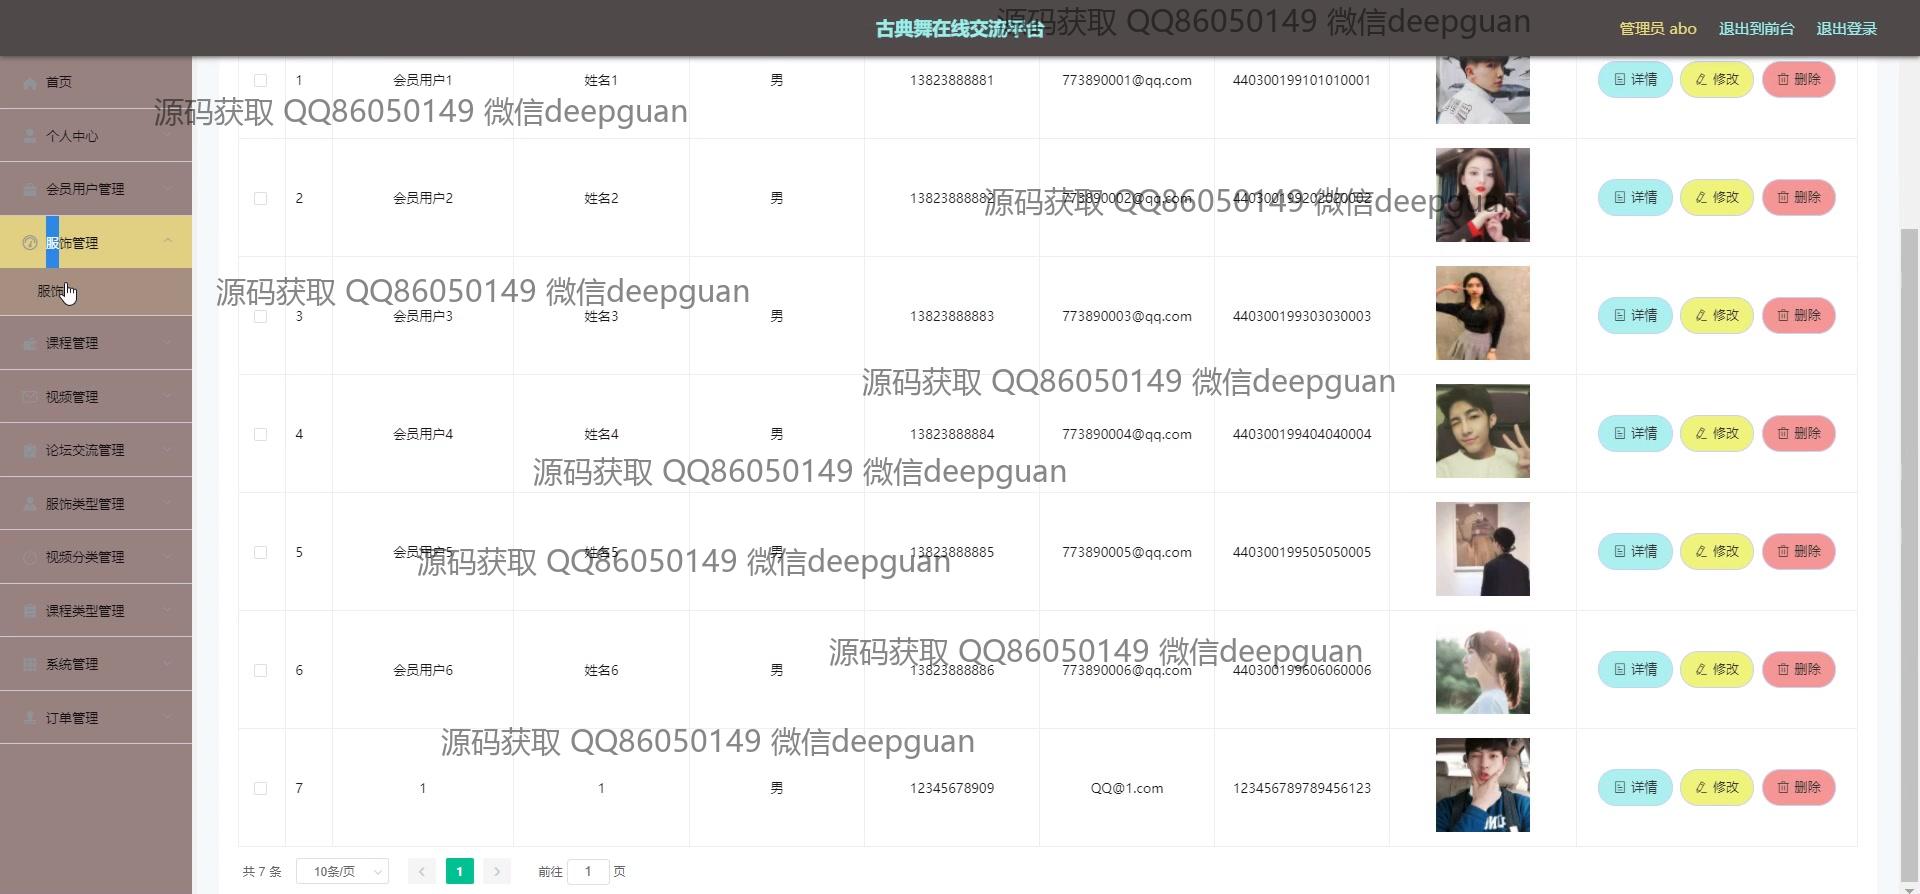 古典舞在线交流平台
源码获取 QQ86050149 微信deepguan
管理员 abo 退出到前台 退出登录
首页
个人中心
会员用户管理
服饰管理
服饰
课程管理
视频管理
论坛交流管理
服饰类型管理
视频分类管理
课程类型管理
系统管理
订单管理
1 会员用户1 姓名1 男 13823888881 773890001@qq.com 440300199101010001 详情 修改 删除
源码获取 QQ86050149 微信deepguan
2 会员用户2 姓名2 男 13823888882 773890002@qq.com 440300199202020002 详情 修改 删除
源码获取 QQ86050149 微信deepguan
源码获取 QQ86050149 微信deepguan
3 会员用户3 姓名3 男 13823888883 773890003@qq.com 440300199303030003 详情 修改 删除
源码获取 QQ86050149 微信deepguan
4 会员用户4 姓名4 男 13823888884 773890004@qq.com 440300199404040004 详情 修改 删除
源码获取 QQ86050149 微信deepguan
5 会员用户5 姓名5 男 13823888885 773890005@qq.com 440300199505050005 详情 修改 删除
源码获取 QQ86050149 微信deepguan
源码获取 QQ86050149 微信deepguan
6 会员用户6 姓名6 男 13823888886 773890006@qq.com 440300199606060006 详情 修改 删除
源码获取 QQ86050149 微信deepguan
7 1 1 男 12345678909 QQ@1.com 123456789789456123 详情 修改 删除
共 7 条 10条/页 1 前往 1 页